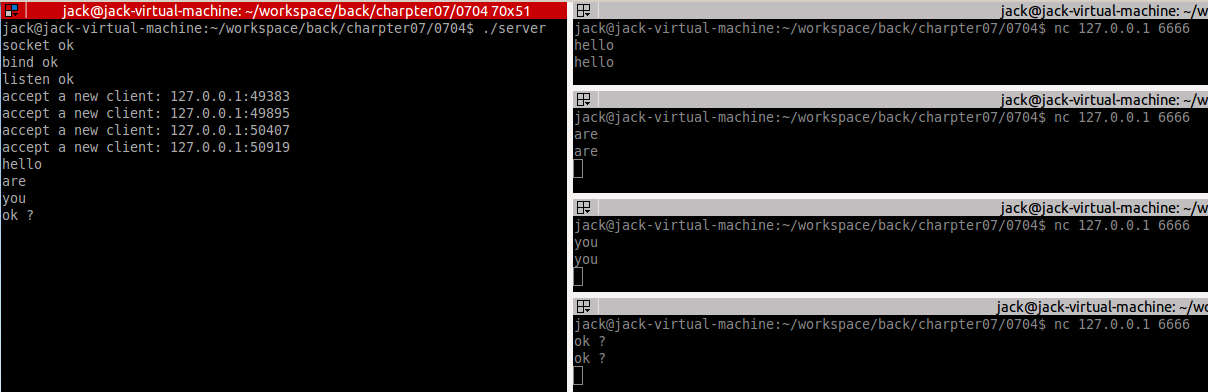 jack@jack-virtual-machine: ~/workspace/back/charpter07/0704 70x51
jack@jack-virtual-machine:~/workspace/back/charpter07/0704$ ./server
socket ok
bind ok
listen ok
accept a new client: 127.0.0.1:49383
accept a new client: 127.0.0.1:49895
accept a new client: 127.0.0.1:50407
accept a new client: 127.0.0.1:50919
hello
are
you
ok ?
jack@jack-virtual-machine: ~/w
jack@jack-virtual-machine:~/workspace/back/charpter07/0704$ nc 127.0.0.1 6666
hello
hello
jack@jack-virtual-machine: ~/w
jack@jack-virtual-machine:~/workspace/back/charpter07/0704$ nc 127.0.0.1 6666
are
are
jack@jack-virtual-machine: ~/w
jack@jack-virtual-machine:~/workspace/back/charpter07/0704$ nc 127.0.0.1 6666
you
you
jack@jack-virtual-machine: ~/wo
jack@jack-virtual-machine:~/workspace/back/charpter07/0704$ nc 127.0.0.1 6666
ok ?
ok ?